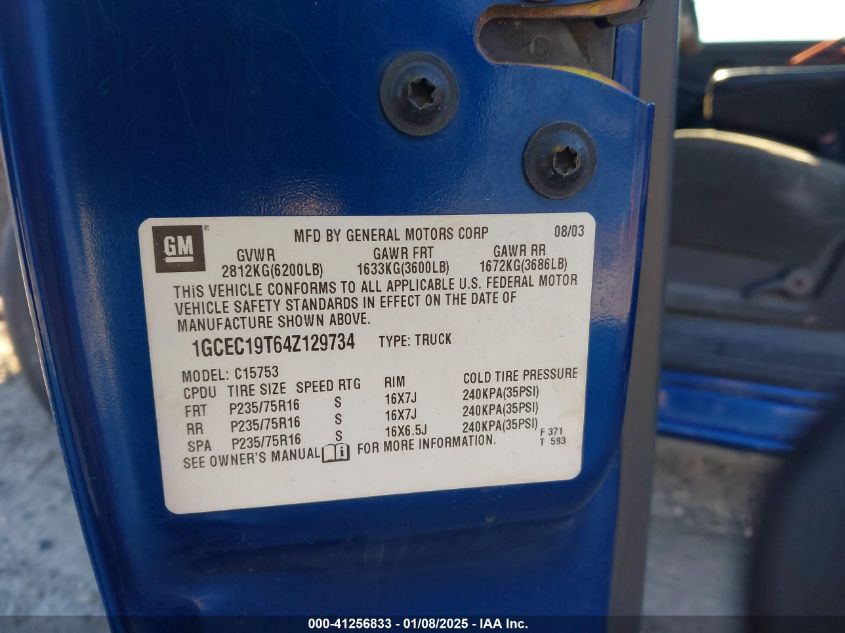 GM
MFD BY GENERAL MOTORS CORP 08/03
GVWR GAWR FRT GAWR RR
2812KG(6200LB) 1633KG(3600LB) 1672KG(3686LB)
THIS VEHICLE CONFORMS TO ALL APPLICABLE U.S. FEDERAL MOTOR
VEHICLE SAFETY STANDARDS IN EFFECT ON THE DATE OF
MANUFACTURE SHOWN ABOVE.
1GCEC19T64Z129734 TYPE: TRUCK
MODEL: C15753
CPDU TIRE SIZE SPEED RTG RIM COLD TIRE PRESSURE
FRT P235/75R16 S 16X7J 240KPA(35PSI)
RR P235/75R16 S 16X7J 240KPA(35PSI)
SPA P235/75R16 S 16X6.5J 240KPA(35PSI)
SEE OWNER'S MANUAL FOR MORE INFORMATION.
F 371
T 593
000-41256833 - 01/08/2025 - IAA Inc.